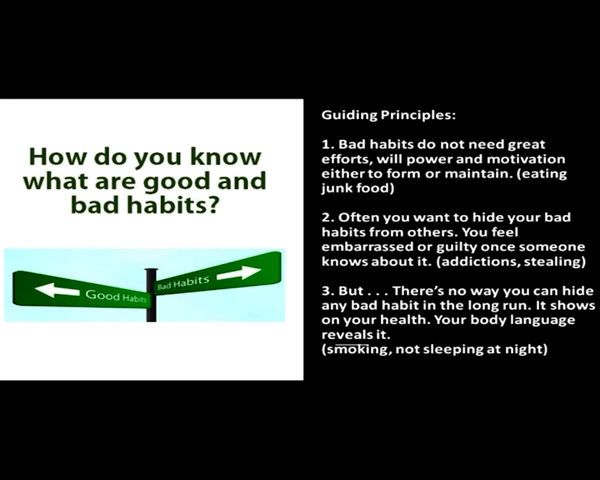 How do you know
what are good and
bad habits?
Good Habits
Bad Habits
Guiding Principles:
1. Bad habits do not need great
efforts, will power and motivation
either to form or maintain. (eating
junk food)
2. Often you want to hide your bad
habits from others. You feel
embarrassed or guilty once someone
knows about it. (addictions, stealing)
3. But . . . There’s no way you can hide
any bad habit in the long run. It shows
on your health. Your body language
reveals it.
(smoking, not sleeping at night)